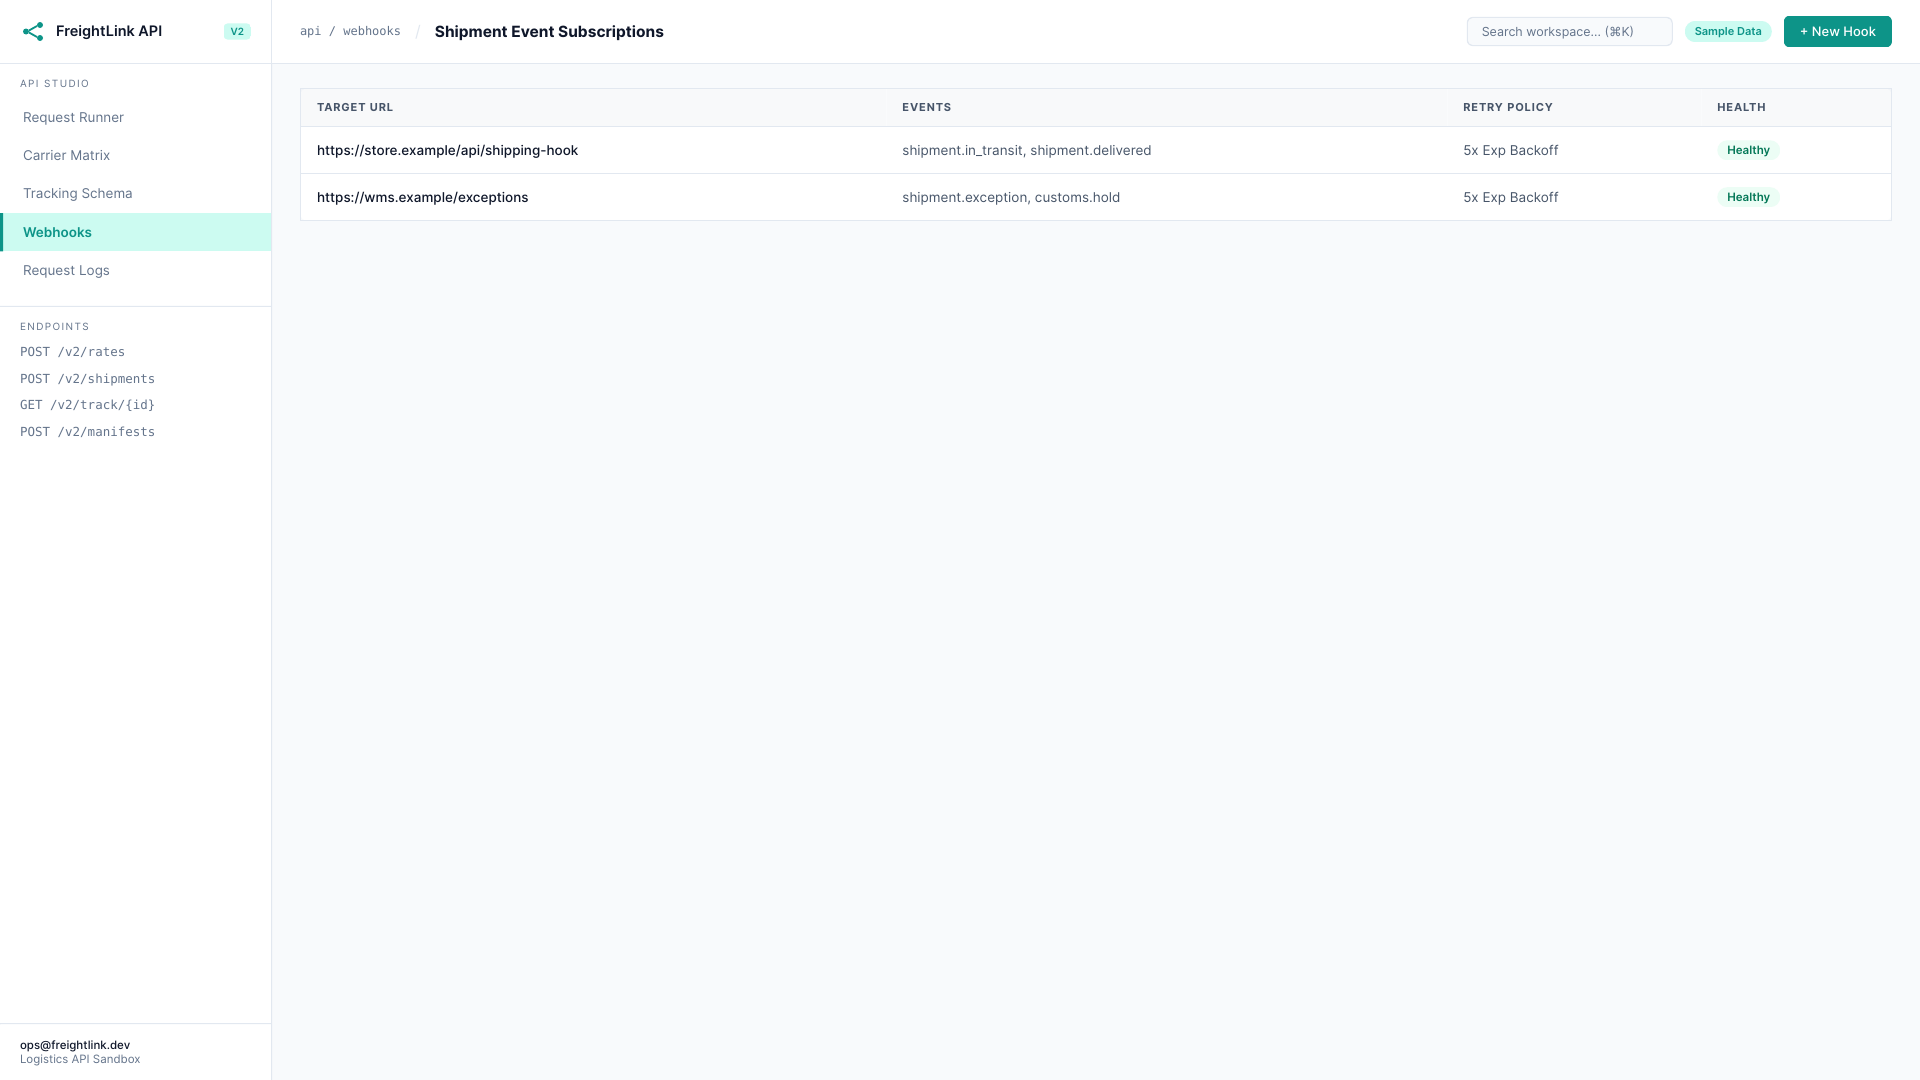 FreightLink API V2
API STUDIO
Request Runner
Carrier Matrix
Tracking Schema
Webhooks
Request Logs
ENDPOINTS
POST /v2/rates
POST /v2/shipments
GET /v2/track/{id}
POST /v2/manifests
ops@freightlink.dev
Logistics API Sandbox
api / webhooks / Shipment Event Subscriptions Search workspace... (⌘K) Sample Data + New Hook
TARGET URL EVENTS RETRY POLICY HEALTH
https://store.example/api/shipping-hook shipment.in_transit, shipment.delivered 5x Exp Backoff Healthy
https://wms.example/exceptions shipment.exception, customs.hold 5x Exp Backoff Healthy